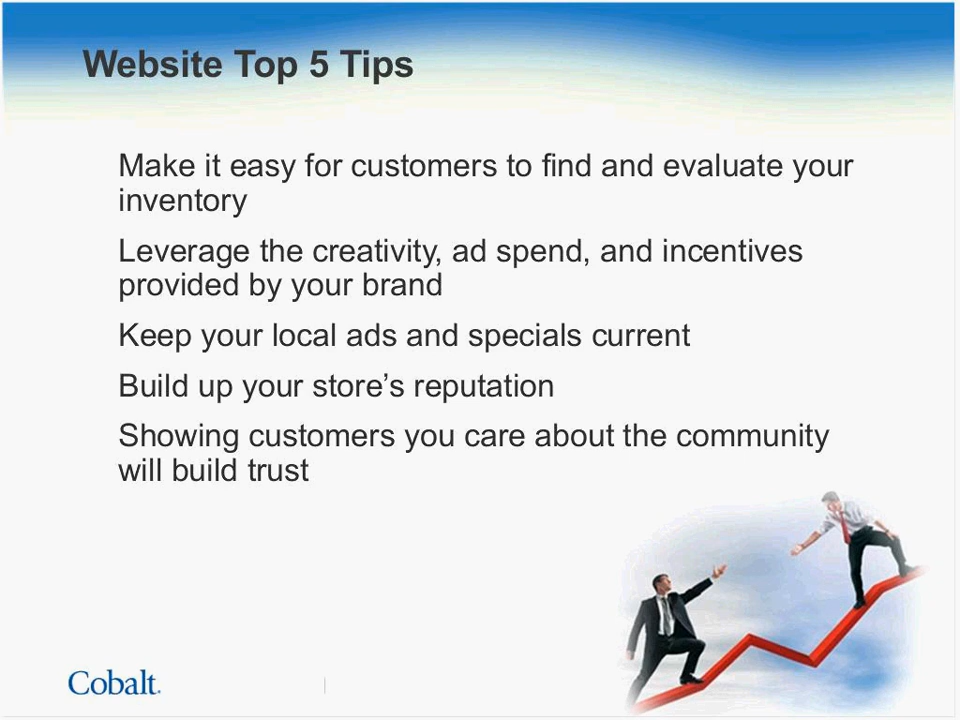 Website Top 5 Tips
Make it easy for customers to find and evaluate your
inventory
Leverage the creativity, ad spend, and incentives
provided by your brand
Keep your local ads and specials current
Build up your store’s reputation
Showing customers you care about the community
will build trust
Cobalt.